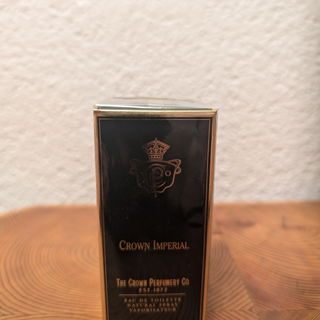 Crown Imperial
The Crown Perfumery Co
EST. 1872
EAU DE TOILETTE
NATURAL SPRAY
VAPORISATEUR